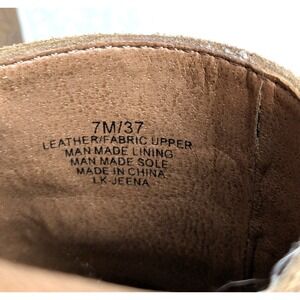 7M/37
LEATHER/FABRIC UPPER
MAN MADE LINING
MAN MADE SOLE
MADE IN CHINA
LK-JEENA